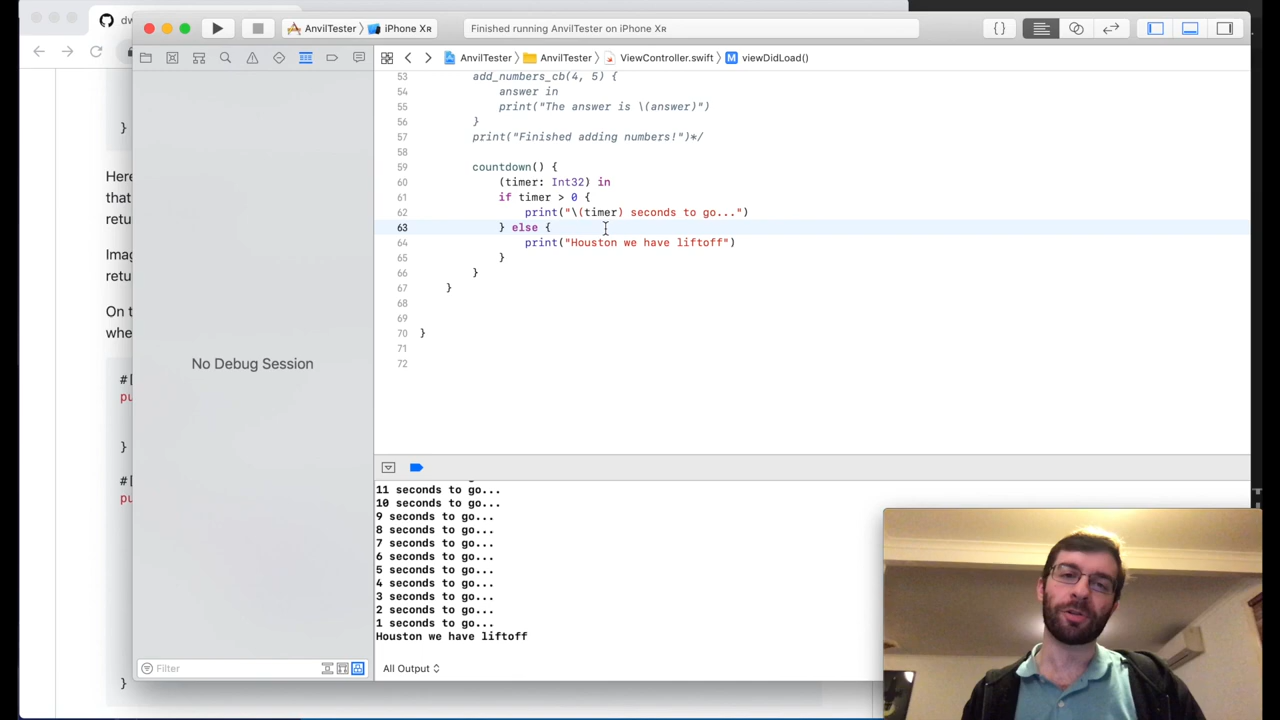 dw
AnvilTester
iPhone Xʀ
Finished running AnvilTester on iPhone Xʀ
{}
AnvilTester
AnvilTester
ViewController.swift
M
viewDidLoad()
53 add_numbers_cb(4, 5) {
54 answer in
55 print("The answer is \(answer)")
56 }
57 print("Finished adding numbers!")*/
58
59 countdown() {
60 (timer: Int32) in
61 if timer > 0 {
62 print("\(timer) seconds to go...")
63 } else {
64 print("Houston we have liftoff")
65 }
66 }
67 }
68
69
70 }
71
72
}
Here
that
retu
Imag
retu
On t
whe
#[
pu
}
#[
pu
}
No Debug Session
Filter
11 seconds to go...
10 seconds to go...
9 seconds to go...
8 seconds to go...
7 seconds to go...
6 seconds to go...
5 seconds to go...
4 seconds to go...
3 seconds to go...
2 seconds to go...
1 seconds to go...
Houston we have liftoff
All Output